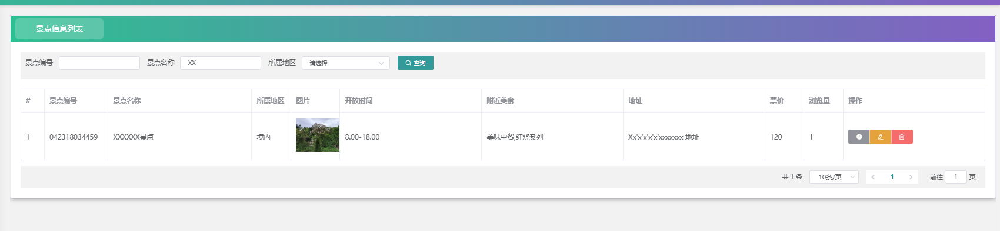 景点信息列表
景点编号 景点名称 XX 所属地区 请选择 查询
# 景点编号 景点名称 所属地区 图片 开放时间 附近美食 地址 票价 浏览量 操作
1 042318034459 XXXXXX景点 境内 8.00-18.00 美味中餐,红烧系列 Xx'x'x'x'x'xxxxxxx 地址 120 1
共 1 条 10条/页 1 前往 1 页